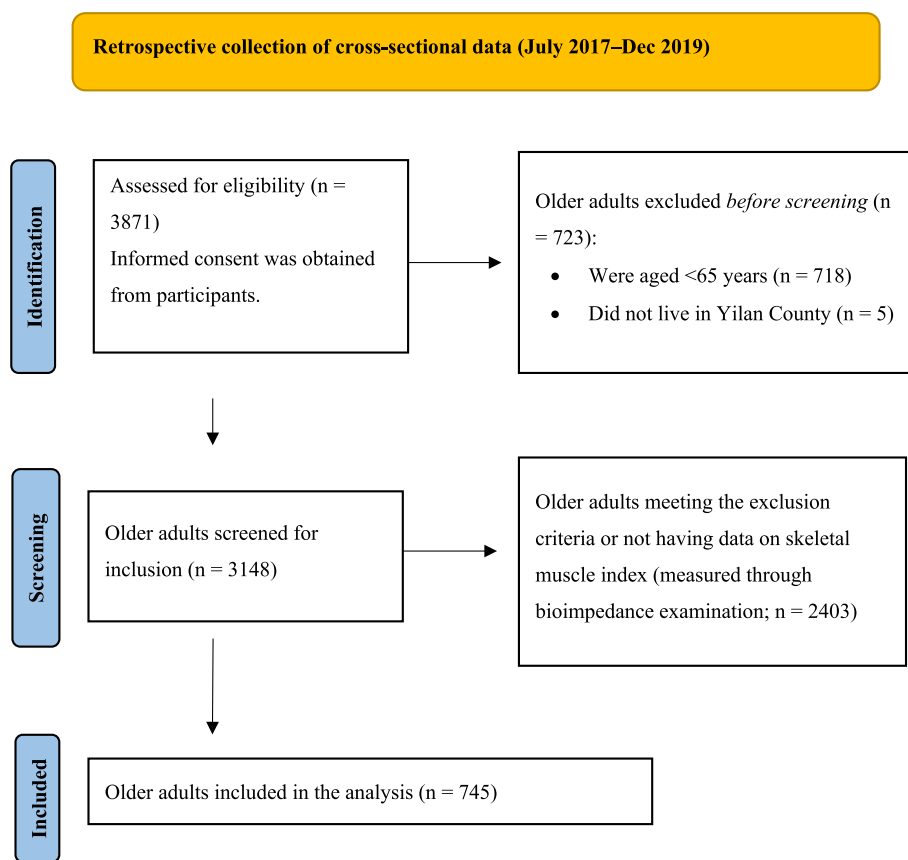 Retrospective collection of cross-sectional data (July 2017–Dec 2019)
Identification
Assessed for eligibility (n =
3871)
Informed consent was obtained
from participants.
Older adults excluded before screening (n
= 723):
• Were aged <65 years (n = 718)
• Did not live in Yilan County (n = 5)
Screening
Older adults screened for
inclusion (n = 3148)
Older adults meeting the exclusion
criteria or not having data on skeletal
muscle index (measured through
bioimpedance examination; n = 2403)
Included
Older adults included in the analysis (n = 745)